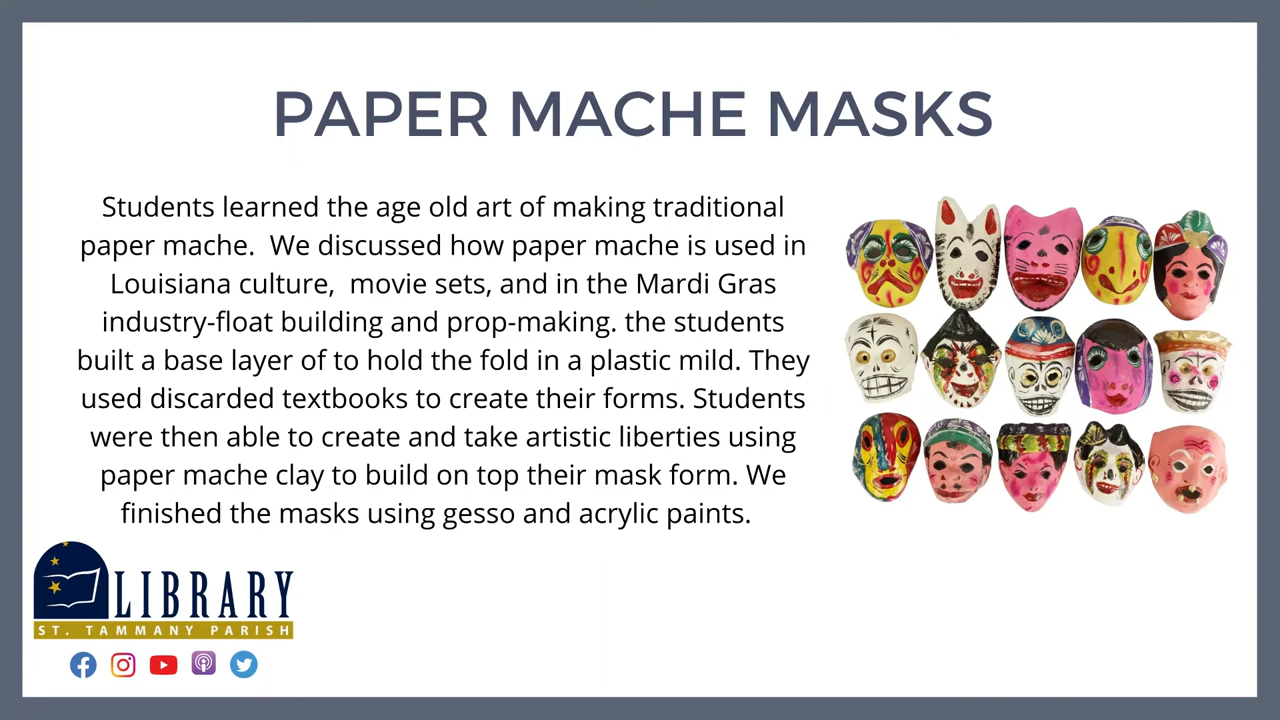 PAPER MACHE MASKS
Students learned the age old art of making traditional
paper mache.  We discussed how paper mache is used in
Louisiana culture,  movie sets, and in the Mardi Gras
industry-float building and prop-making. the students
built a base layer of to hold the fold in a plastic mild. They
used discarded textbooks to create their forms. Students
were then able to create and take artistic liberties using
paper mache clay to build on top their mask form. We
finished the masks using gesso and acrylic paints.
LIBRARY
ST. TAMMANY PARISH